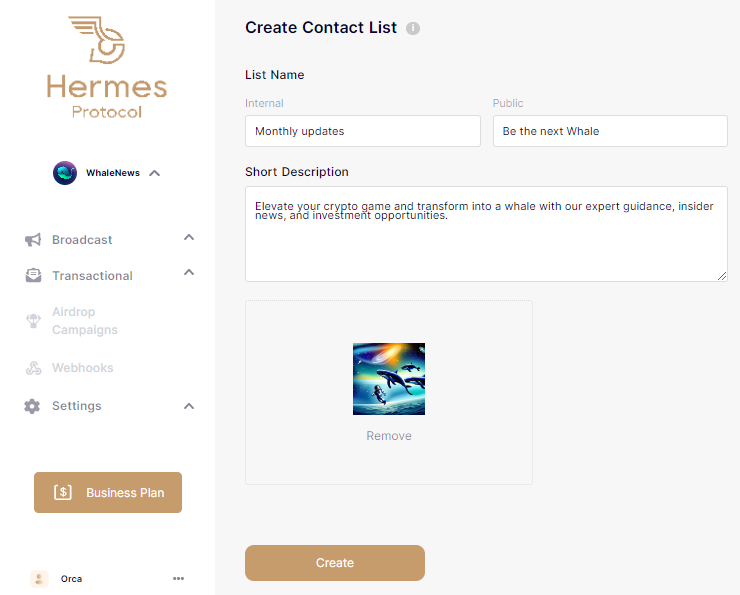 Hermes
Protocol
WhaleNews
Broadcast
Transactional
Airdrop
Campaigns
Webhooks
Settings
Business Plan
Orca
Create Contact List
List Name
Internal
Public
Monthly updates
Be the next Whale
Short Description
Elevate your crypto game and transform into a whale with our expert guidance, insider
news, and investment opportunities.
Remove
Create